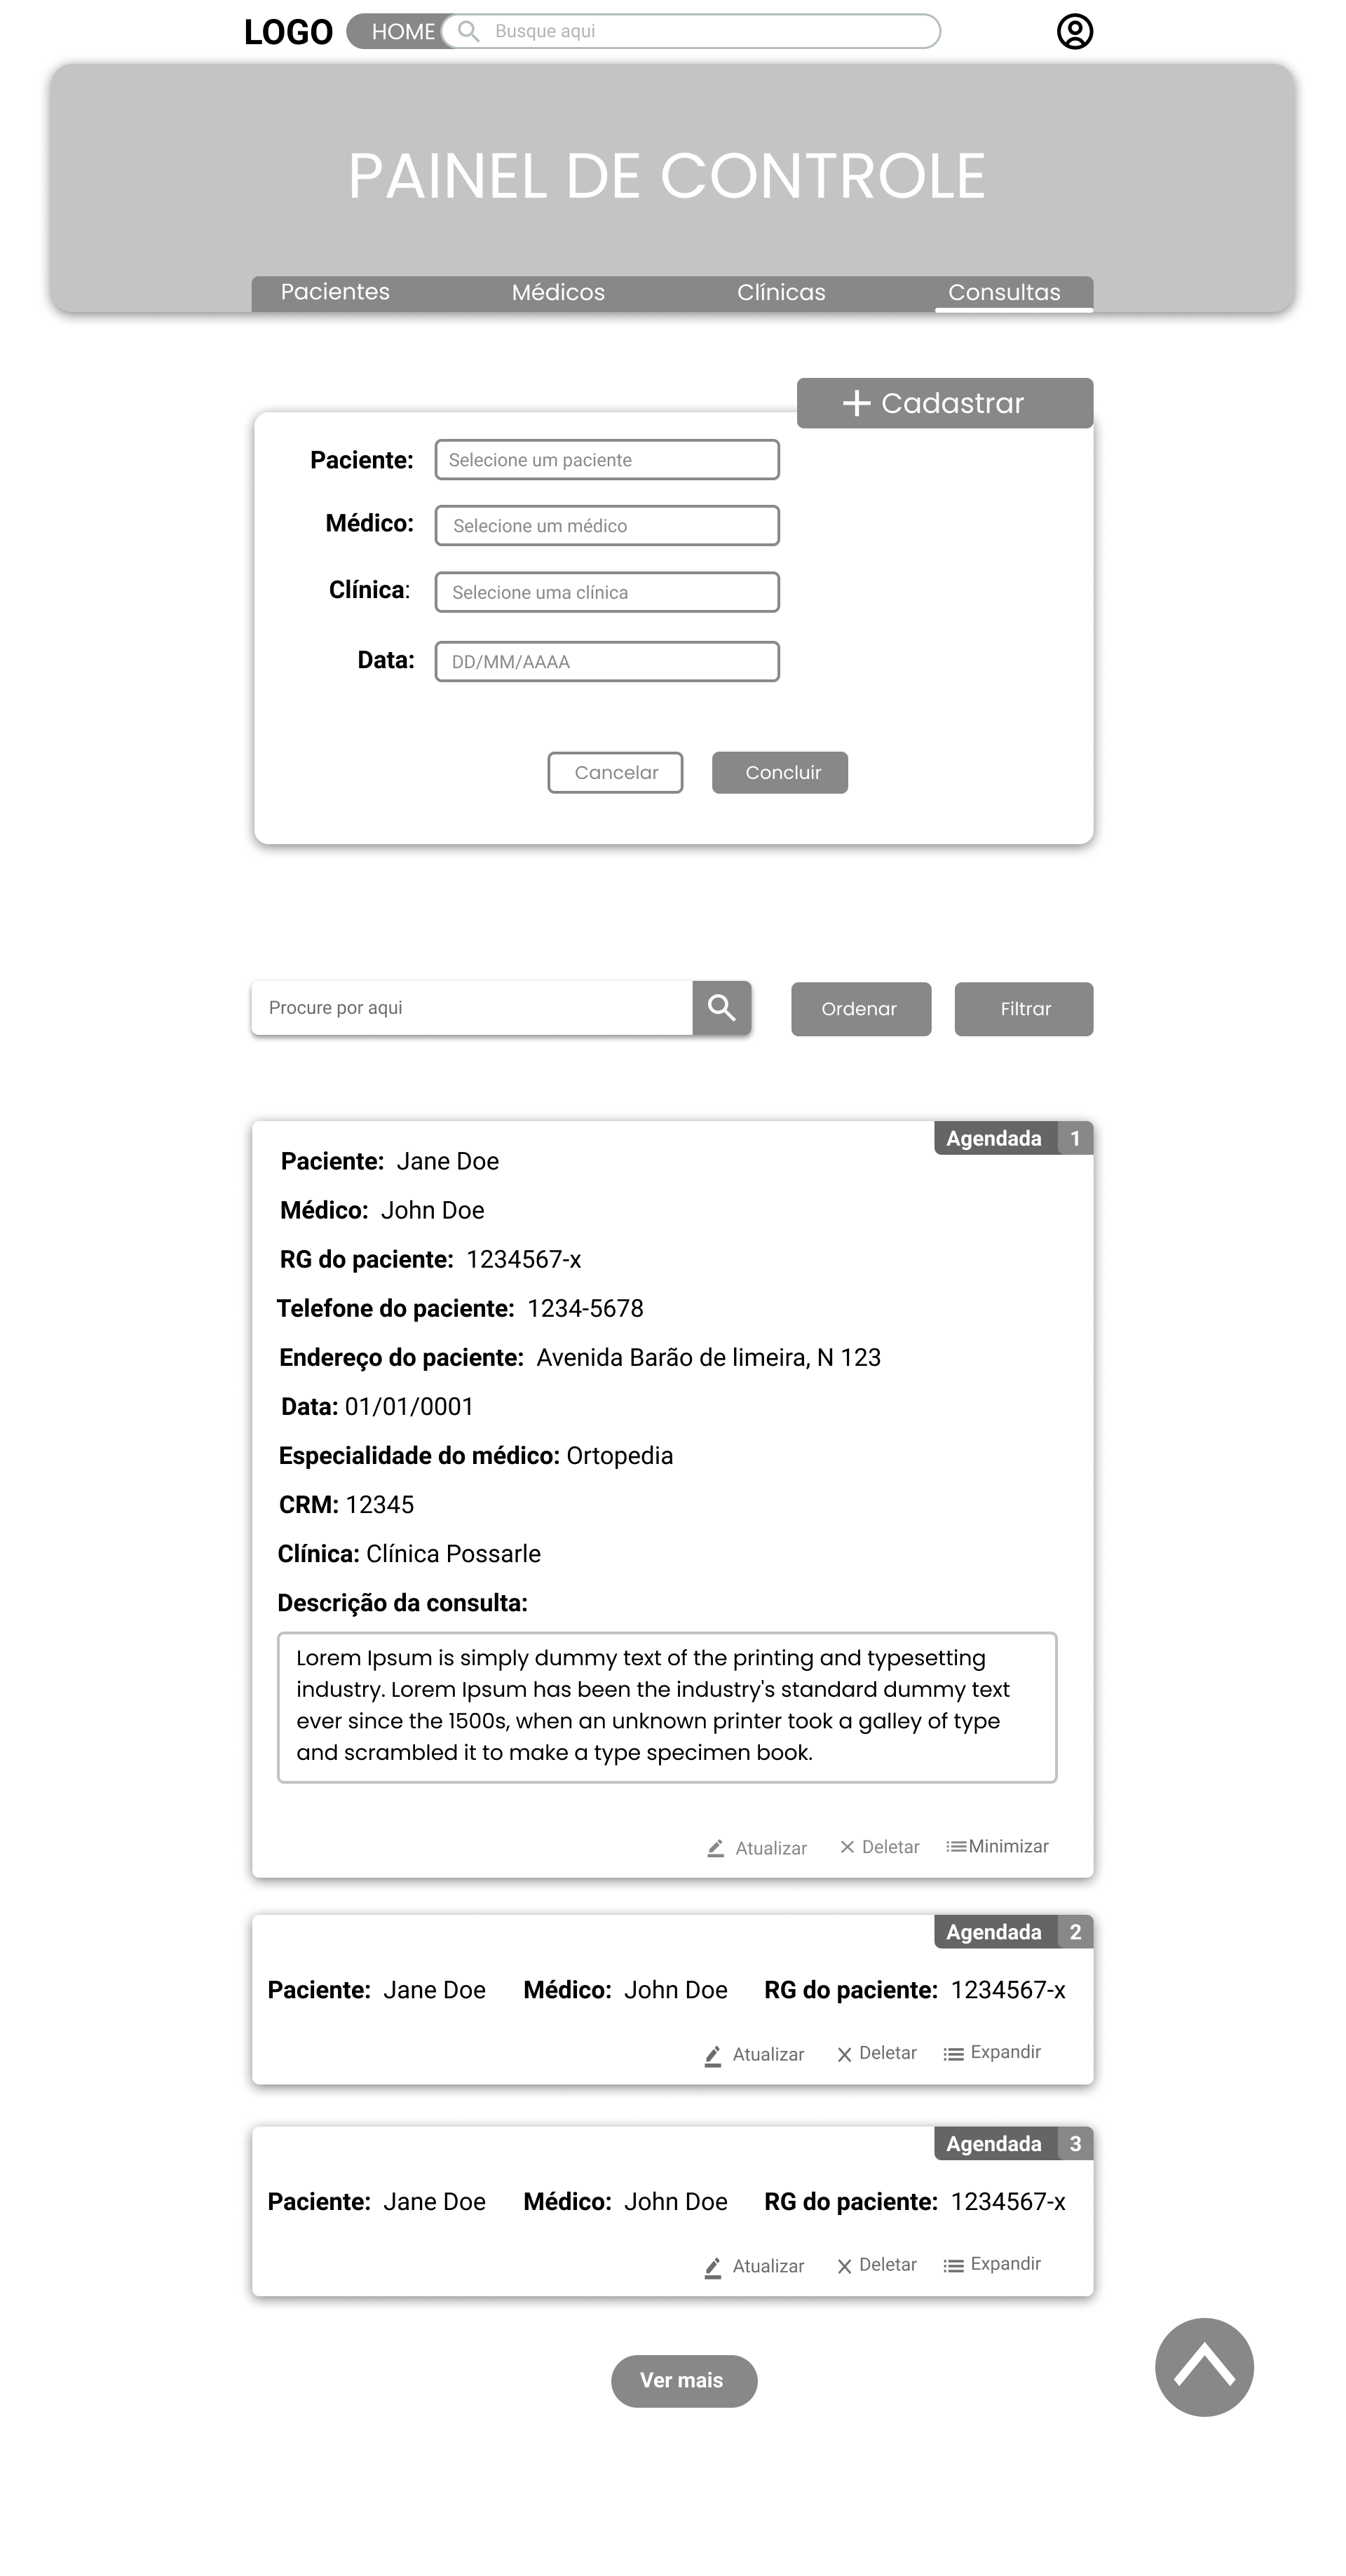 LOGO HOME Busque aqui
PAINEL DE CONTROLE
Pacientes Médicos Clínicas Consultas
Cadastrar
Paciente: Selecione um paciente
Médico: Selecione um médico
Clínica: Selecione uma clínica
Data: DD/MM/AAAA
Cancelar Concluir
Procure por aqui Ordenar Filtrar
Agendada 1
Paciente: Jane Doe
Médico: John Doe
RG do paciente: 1234567-x
Telefone do paciente: 1234-5678
Endereço do paciente: Avenida Barão de limeira, N 123
Data: 01/01/0001
Especialidade do médico: Ortopedia
CRM: 12345
Clínica: Clínica Possarle
Descrição da consulta:
Lorem Ipsum is simply dummy text of the printing and typesetting
industry. Lorem Ipsum has been the industry's standard dummy text
ever since the 1500s, when an unknown printer took a galley of type
and scrambled it to make a type specimen book.
Atualizar Deletar Minimizar
Agendada 2
Paciente: Jane Doe Médico: John Doe RG do paciente: 1234567-x
Atualizar Deletar Expandir
Agendada 3
Paciente: Jane Doe Médico: John Doe RG do paciente: 1234567-x
Atualizar Deletar Expandir
Ver mais